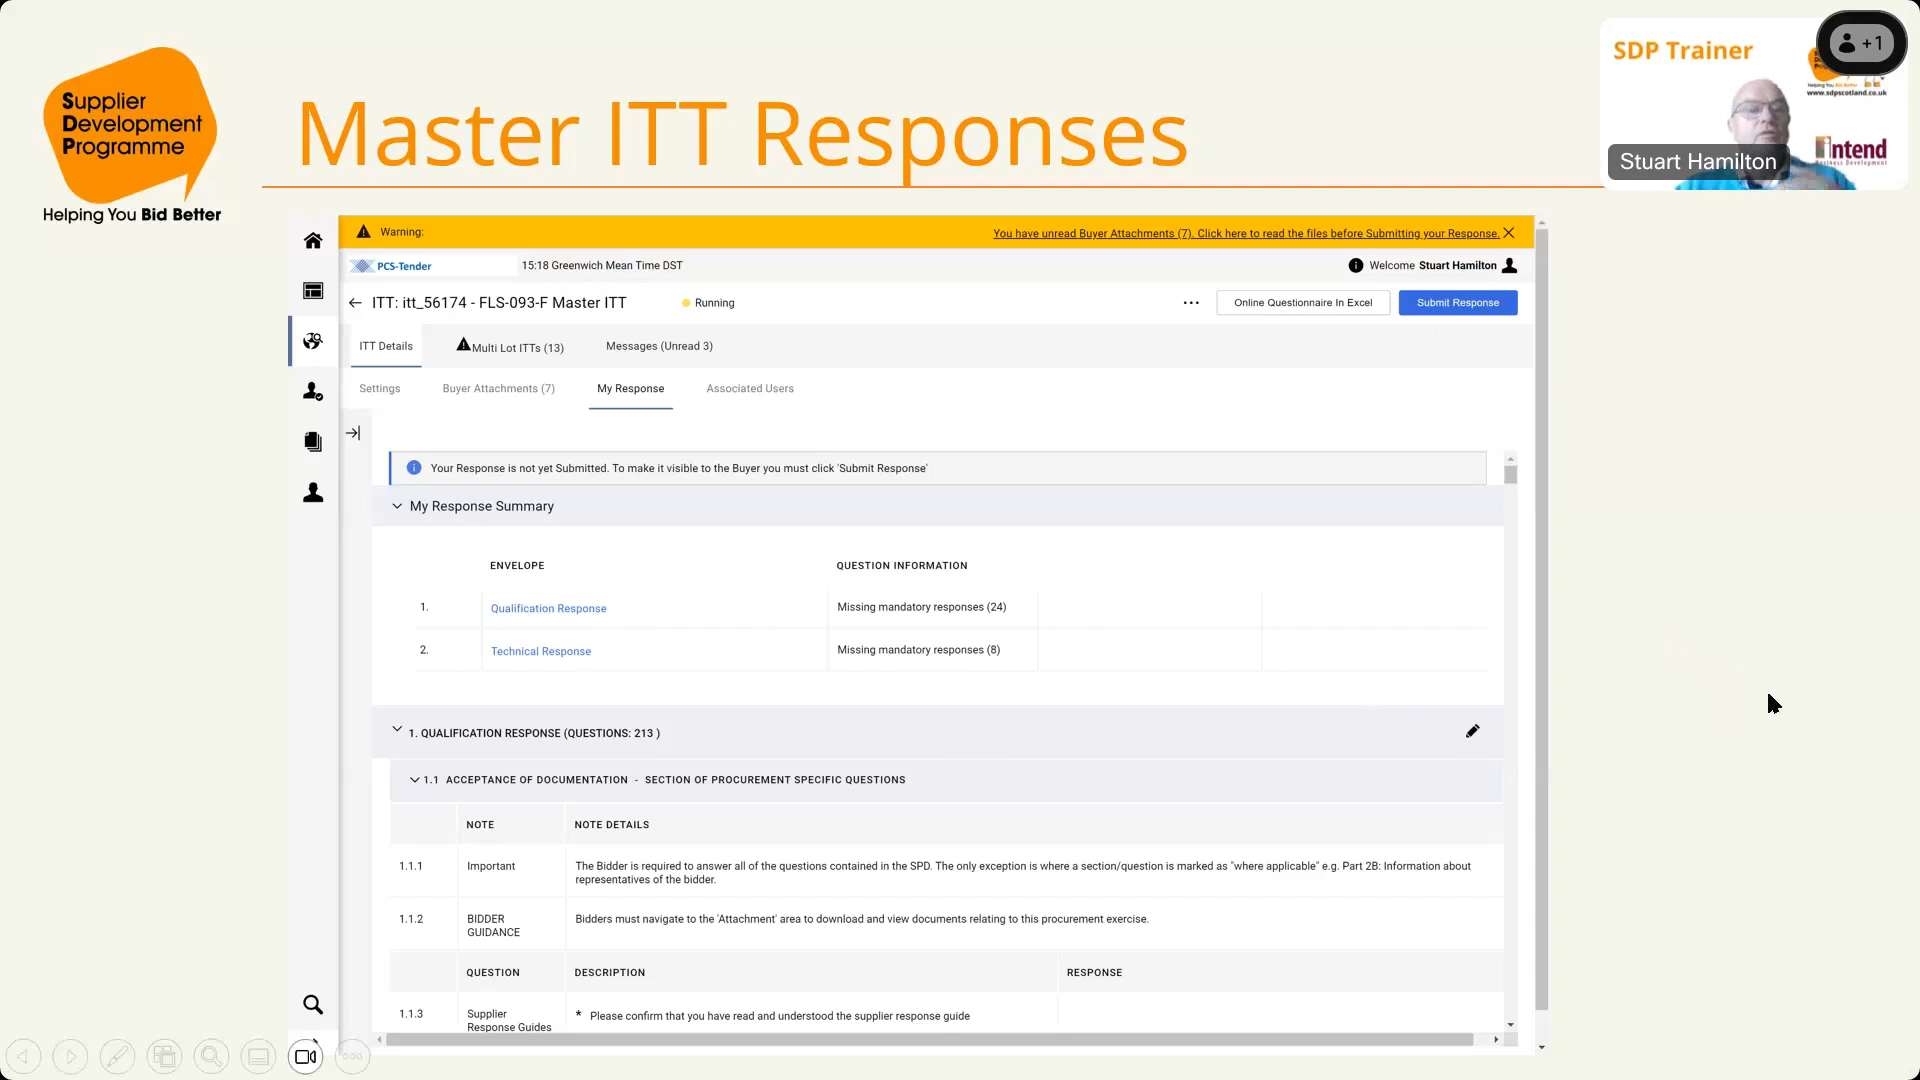 Supplier
Development
Programme
Helping You Bid Better
Master ITT Responses
SDP Trainer
+1
www.sdpscotland.co.uk
intend
Business Development
Stuart Hamilton
Warning:
You have unread Buyer Attachments (7). Click here to read the files before Submitting your Response.
PCS-Tender
15:18 Greenwich Mean Time DST
Welcome Stuart Hamilton
ITT: itt_56174 - FLS-093-F Master ITT
Running
Online Questionnaire In Excel
Submit Response
ITT Details
Multi Lot ITTs (13)
Messages (Unread 3)
Settings
Buyer Attachments (7)
My Response
Associated Users
Your Response is not yet Submitted. To make it visible to the Buyer you must click 'Submit Response'
My Response Summary
ENVELOPE
QUESTION INFORMATION
1.
Qualification Response
Missing mandatory responses (24)
2.
Technical Response
Missing mandatory responses (8)
1. QUALIFICATION RESPONSE (QUESTIONS: 213 )
1.1 ACCEPTANCE OF DOCUMENTATION - SECTION OF PROCUREMENT SPECIFIC QUESTIONS
NOTE
NOTE DETAILS
1.1.1
Important
The Bidder is required to answer all of the questions contained in the SPD. The only exception is where a section/question is marked as "where applicable" e.g. Part 2B: Information about
representatives of the bidder.
1.1.2
BIDDER
GUIDANCE
Bidders must navigate to the 'Attachment' area to download and view documents relating to this procurement exercise.
QUESTION
DESCRIPTION
RESPONSE
1.1.3
Supplier
Response Guides
* Please confirm that you have read and understood the supplier response guide